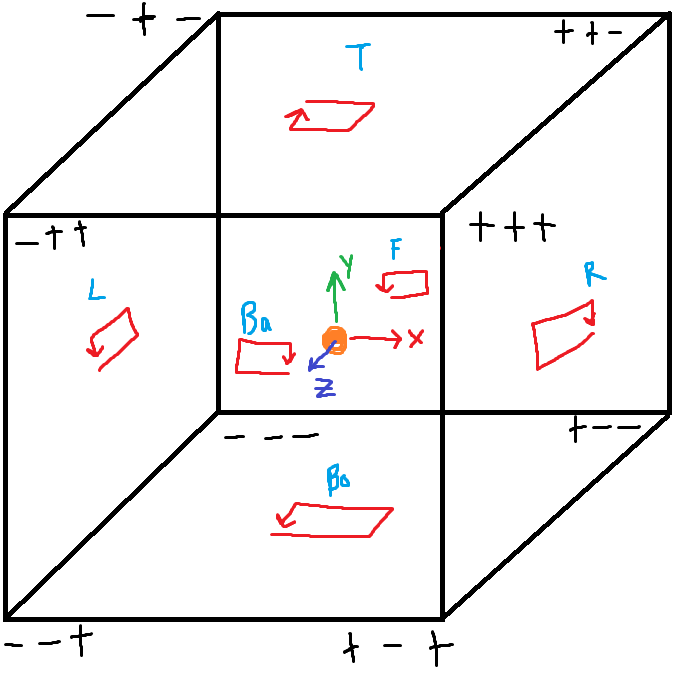 - + -
+ + -
T
- + +
+ + +
F
Y
R
L
Ba
X
Z
- - -
+ - -
Bo
- - +
+ - +